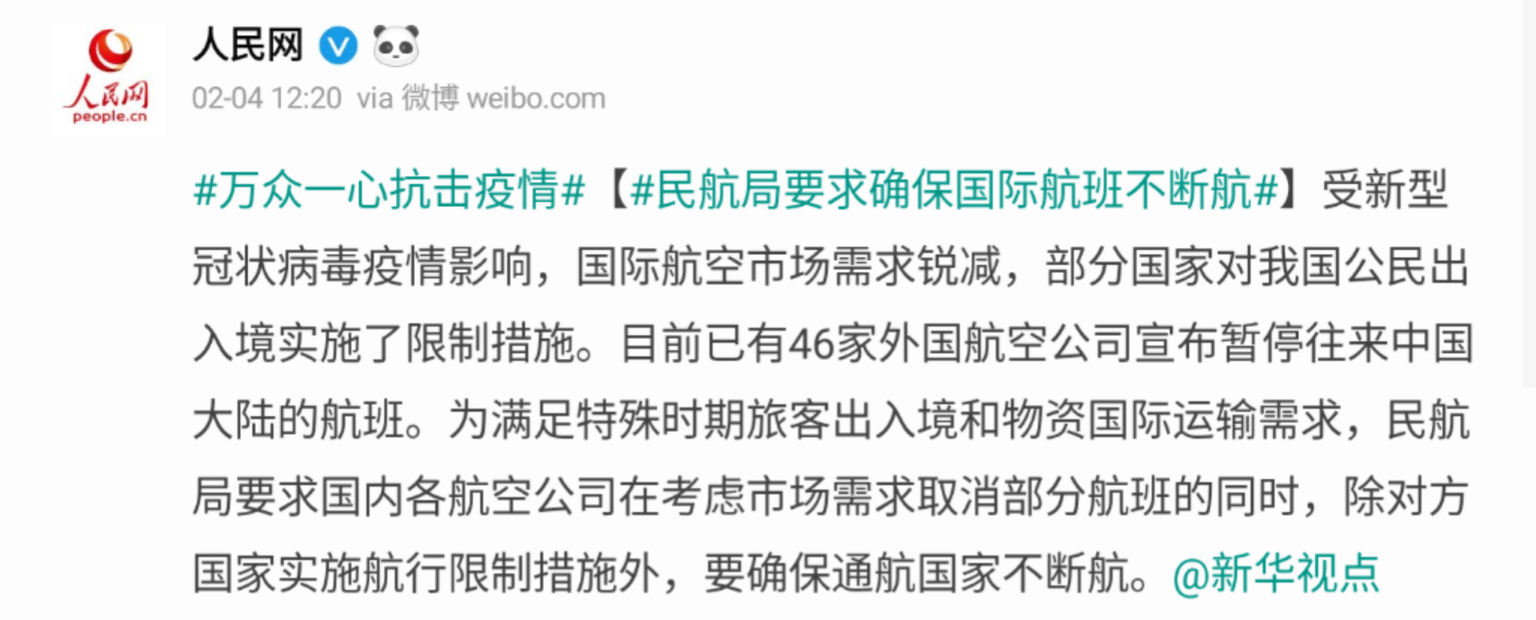 人民网
人民网
people.cn
02-04 12:20 via 微博 weibo.com
#万众一心抗击疫情#【#民航局要求确保国际航班不断航#】受新型
冠状病毒疫情影响，国际航空市场需求锐减，部分国家对我国公民出
入境实施了限制措施。目前已有46家外国航空公司宣布暂停往来中国
大陆的航班。为满足特殊时期旅客出入境和物资国际运输需求，民航
局要求国内各航空公司在考虑市场需求取消部分航班的同时，除对方
国家实施航行限制措施外，要确保通航国家不断航。@新华视点